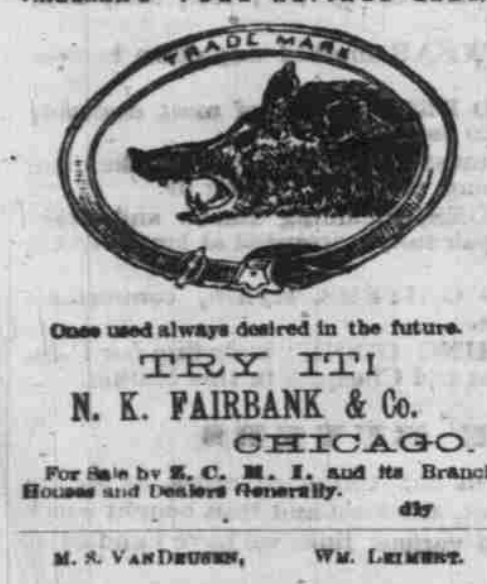 TRADE MARK
Once used always desired in the future.
TRY IT!
N. K. FAIRBANK & Co.
CHICAGO.
For Sale by Z. C. M. I. and its Branch
Houses and Dealers Generally.
dly
M. S. VANDEUSEN, WM. LEIMERT.